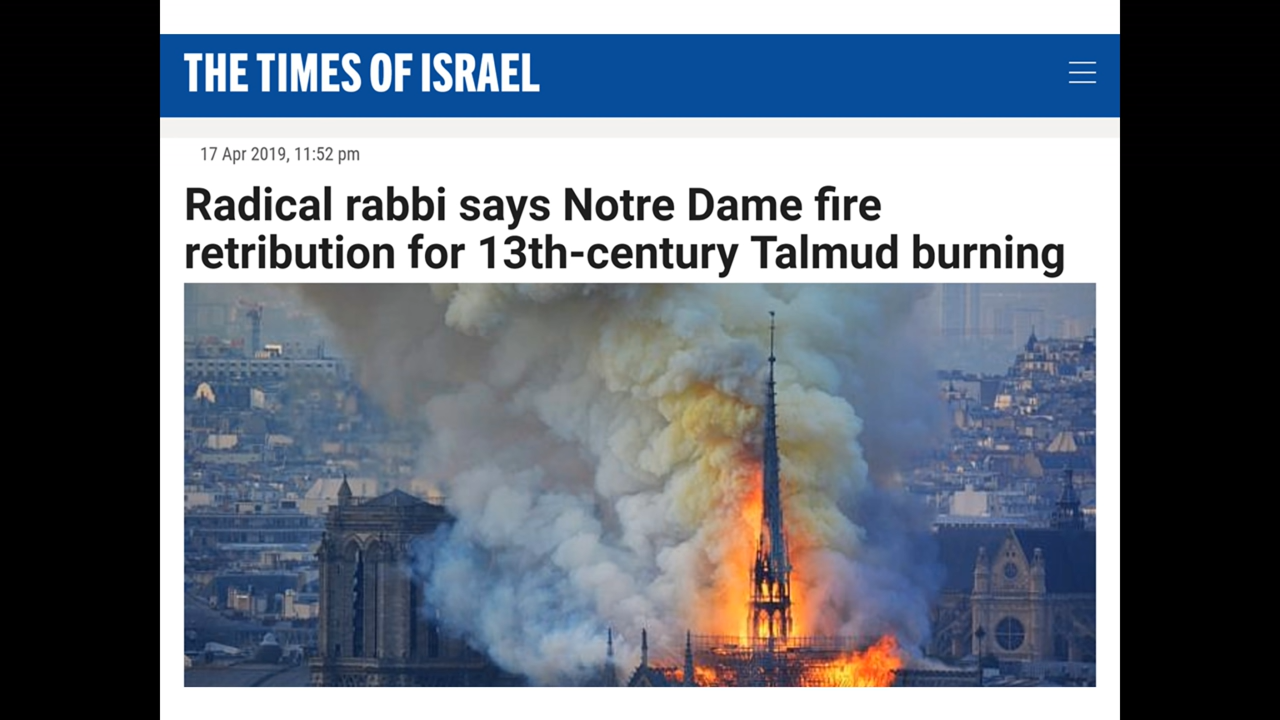 THE TIMES OF ISRAEL
17 Apr 2019, 11:52 pm
Radical rabbi says Notre Dame fire
retribution for 13th-century Talmud burning